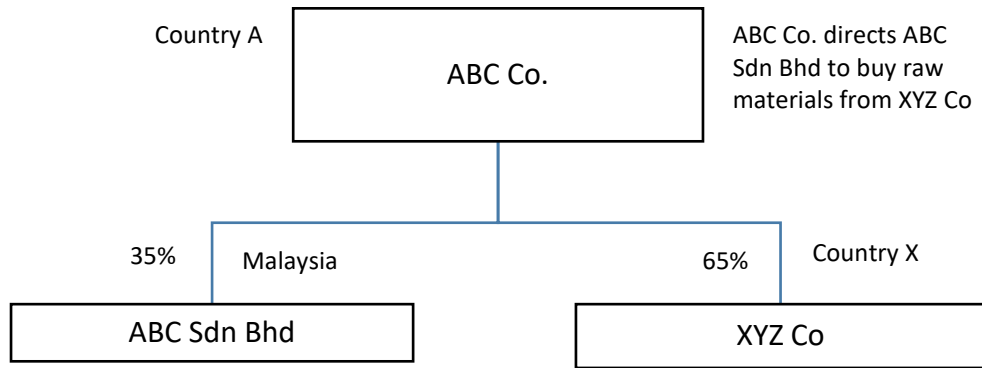 Country A
ABC Co.
ABC Co. directs ABC
Sdn Bhd to buy raw
materials from XYZ Co
35%
Malaysia
65%
Country X
ABC Sdn Bhd
XYZ Co